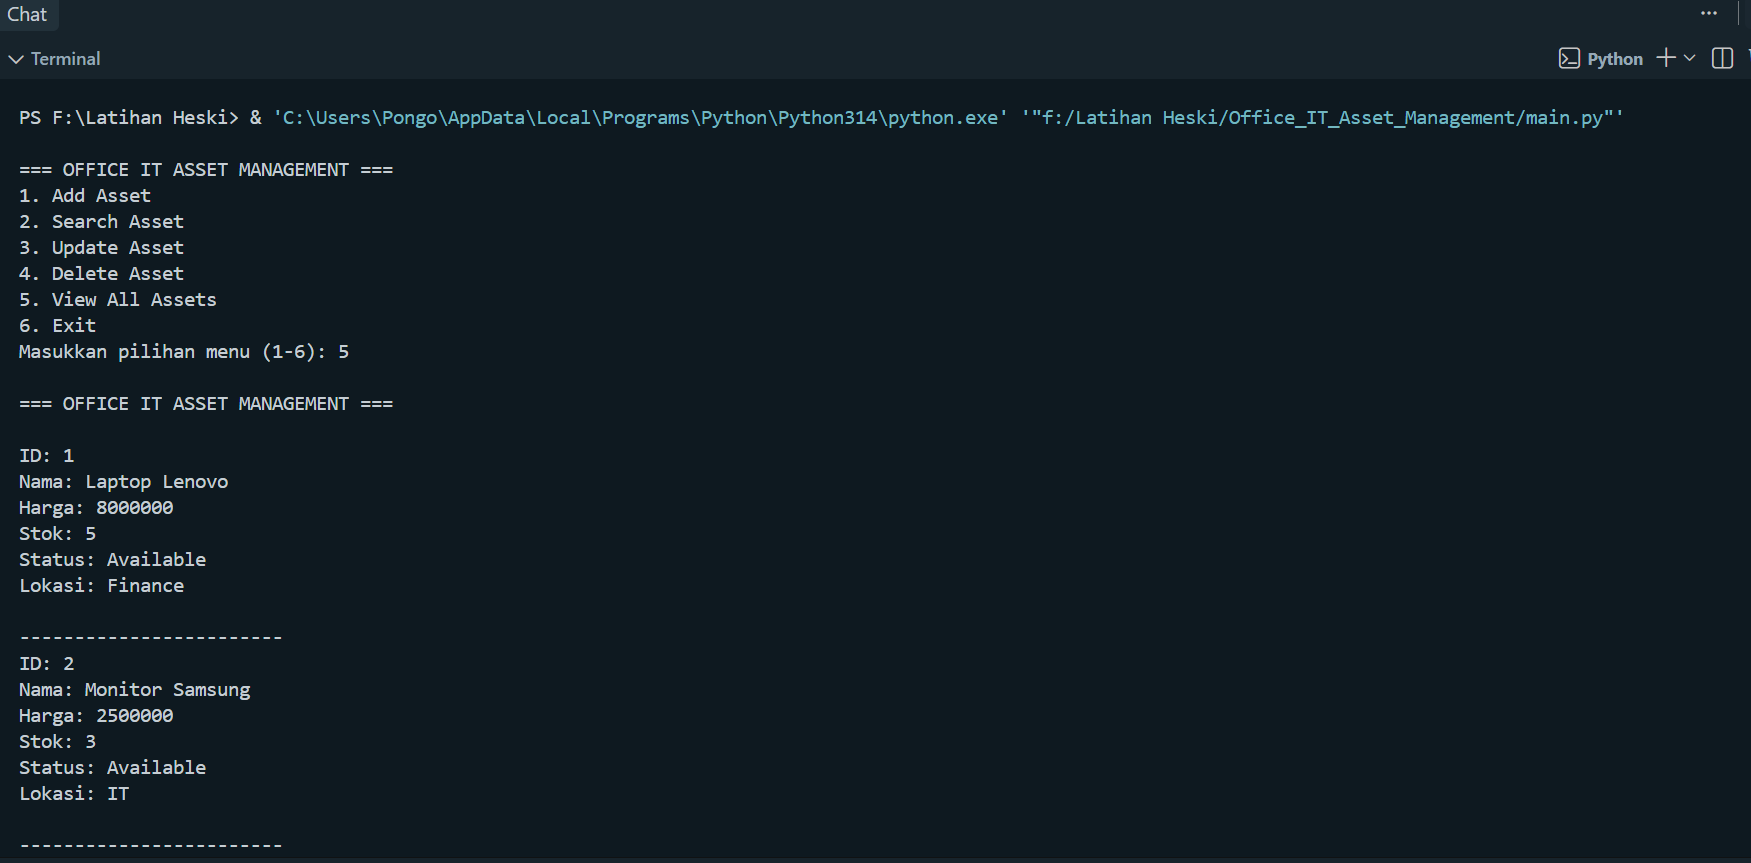 Chat
Terminal
Python
PS F:\Latihan Heski> & 'C:\Users\Pongo\AppData\Local\Programs\Python\Python314\python.exe' '"f:/Latihan Heski/Office_IT_Asset_Management/main.py"'
=== OFFICE IT ASSET MANAGEMENT ===
1. Add Asset
2. Search Asset
3. Update Asset
4. Delete Asset
5. View All Assets
6. Exit
Masukkan pilihan menu (1-6): 5
=== OFFICE IT ASSET MANAGEMENT ===
ID: 1
Nama: Laptop Lenovo
Harga: 8000000
Stok: 5
Status: Available
Lokasi: Finance
------------------------
ID: 2
Nama: Monitor Samsung
Harga: 2500000
Stok: 3
Status: Available
Lokasi: IT
------------------------